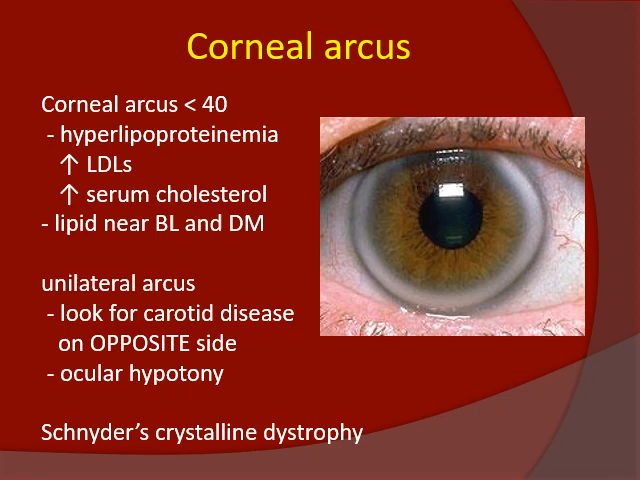 Corneal arcus
Corneal arcus < 40
- hyperlipoproteinemia
↑ LDLs
↑ serum cholesterol
- lipid near BL and DM
unilateral arcus
- look for carotid disease
on OPPOSITE side
- ocular hypotony
Schnyder’s crystalline dystrophy